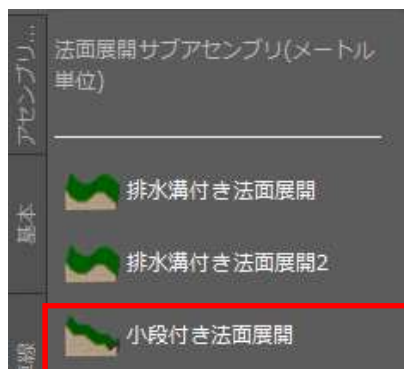 アセンブリ...
法面展開サブアセンブリ(メートル
単位)
基本
排水溝付き法面展開
排水溝付き法面展開2
小段付き法面展開